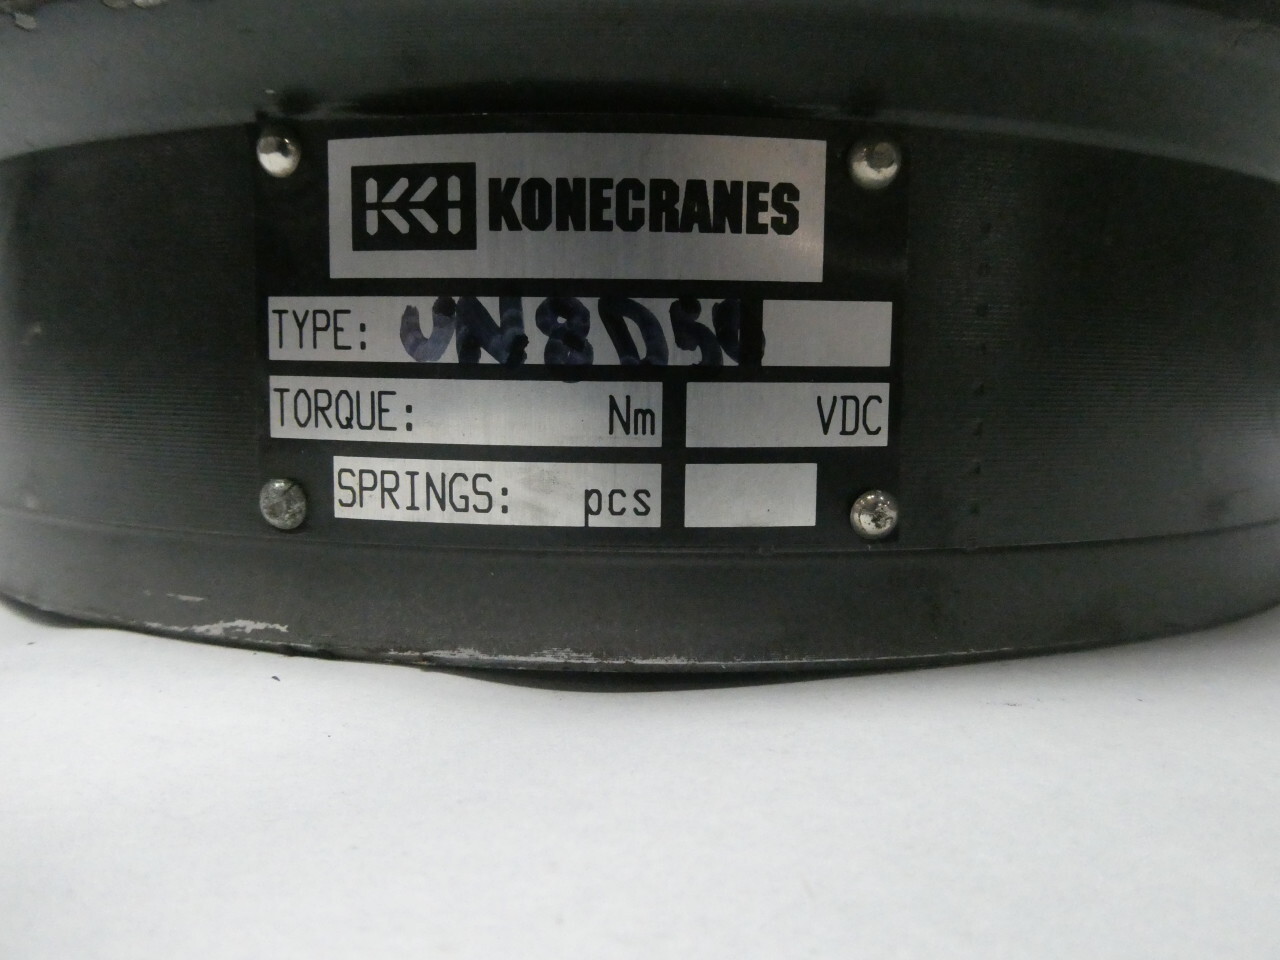 KONECRANES
TYPE:
TORQUE: Nm VDC
SPRINGS: pcs